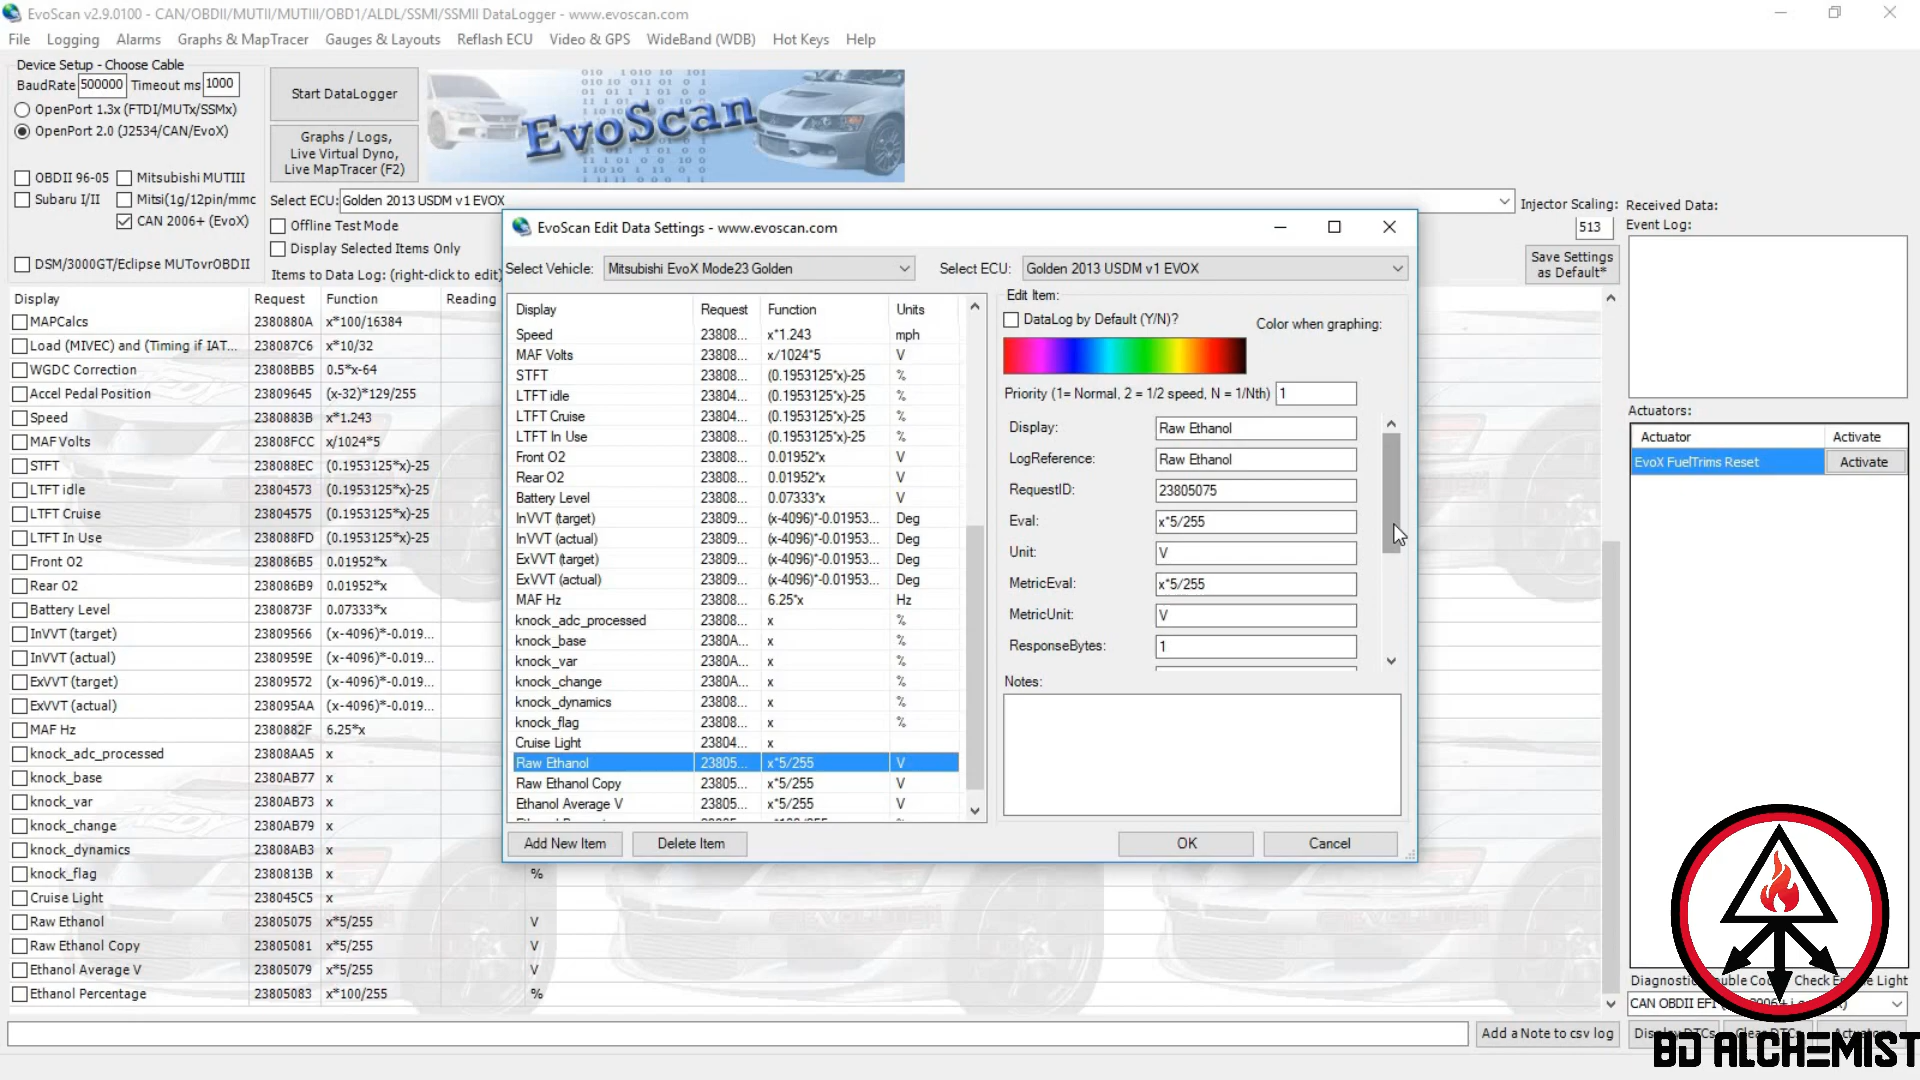 EvoScan v2.9.0100 - CAN/OBDII/MUTII/MUTIII/OBD1/ALDL/SSMI/SSMII DataLogger - www.evoscan.com
File Logging Alarms Graphs & MapTracer Gauges & Layouts Reflash ECU Video & GPS WideBand (WDB) Hot Keys Help
Device Setup - Choose Cable
BaudRate 500000 Timeout ms 1000
OpenPort 1.3x (FTDI/MUTx/SSMx)
OpenPort 2.0 (J2534/CAN/EvoX)
OBDII 96-05 Mitsubishi MUTIII
Subaru I/II Mitsi(1g/12pin/mmc
CAN 2006+ (EvoX)
DSM/3000GT/Eclipse MUTovrOBDII
Start DataLogger
Graphs / Logs,
Live Virtual Dyno,
Live MapTracer (F2)
EvoScan
Select ECU: Golden 2013 USDM v1 EVOX
Offline Test Mode
Display Selected Items Only
Items to Data Log: (right-click to edit)
Injector Scaling:
513
Save Settings
as Default*
Received Data:
Event Log:
Actuators:
Actuator Activate
EvoX FuelTrims Reset Activate
Display Request Function Reading
MAPCalcs 2380880A x*100/16384
Load (MIVEC) and (Timing if IAT... 238087C6 x*10/32
WGDC Correction 23808BB5 0.5*x-64
Accel Pedal Position 23809645 (x-32)*129/255
Speed 2380883B x*1.243
MAF Volts 23808FCC x/1024*5
STFT 238088EC (0.1953125*x)-25
LTFT idle 23804573 (0.1953125*x)-25
LTFT Cruise 23804575 (0.1953125*x)-25
LTFT In Use 238088FD (0.1953125*x)-25
Front O2 238086B5 0.01952*x
Rear O2 238086B9 0.01952*x
Battery Level 2380873F 0.07333*x
InVVT (target) 23809566 (x-4096)*-0.019...
InVVT (actual) 2380959E (x-4096)*-0.019...
ExVVT (target) 23809572 (x-4096)*-0.019...
ExVVT (actual) 238095AA (x-4096)*-0.019...
MAF Hz 2380882F 6.25*x
knock_adc_processed 23808AA5 x
knock_base 2380AB77 x
knock_var 2380AB73 x
knock_change 2380AB79 x
knock_dynamics 23808AB3 x
knock_flag 2380813B x %
Cruise Light 238045C5 x
Raw Ethanol 23805075 x*5/255 V
Raw Ethanol Copy 23805081 x*5/255 V
Ethanol Average V 23805079 x*5/255 V
Ethanol Percentage 23805083 x*100/255 %
EvoScan Edit Data Settings - www.evoscan.com
Select Vehicle: Mitsubishi EvoX Mode23 Golden Select ECU: Golden 2013 USDM v1 EVOX
Display Request Function Units
Speed 23808... x*1.243 mph
MAF Volts 23808... x/1024*5 V
STFT 23808... (0.1953125*x)-25 %
LTFT idle 23804... (0.1953125*x)-25 %
LTFT Cruise 23804... (0.1953125*x)-25 %
LTFT In Use 23808... (0.1953125*x)-25 %
Front O2 23808... 0.01952*x V
Rear O2 23808... 0.01952*x V
Battery Level 23808... 0.07333*x V
InVVT (target) 23809... (x-4096)*-0.01953... Deg
InVVT (actual) 23809... (x-4096)*-0.01953... Deg
ExVVT (target) 23809... (x-4096)*-0.01953... Deg
ExVVT (actual) 23809... (x-4096)*-0.01953... Deg
MAF Hz 23808... 6.25*x Hz
knock_adc_processed 23808... x %
knock_base 2380A... x %
knock_var 2380A... x %
knock_change 2380A... x %
knock_dynamics 23808... x %
knock_flag 23808... x %
Cruise Light 23804... x
Raw Ethanol 23805... x*5/255 V
Raw Ethanol Copy 23805... x*5/255 V
Ethanol Average V 23805... x*5/255 V
Add New Item Delete Item
Edit Item:
DataLog by Default (Y/N)? Color when graphing:
Priority (1= Normal, 2 = 1/2 speed, N = 1/Nth) 1
Display: Raw Ethanol
LogReference: Raw Ethanol
RequestID: 23805075
Eval: x*5/255
Unit: V
MetricEval: x*5/255
MetricUnit: V
ResponseBytes: 1
Notes:
OK Cancel
CAN OBDII EFI
Add a Note to csv log
BD ALCHEMIST